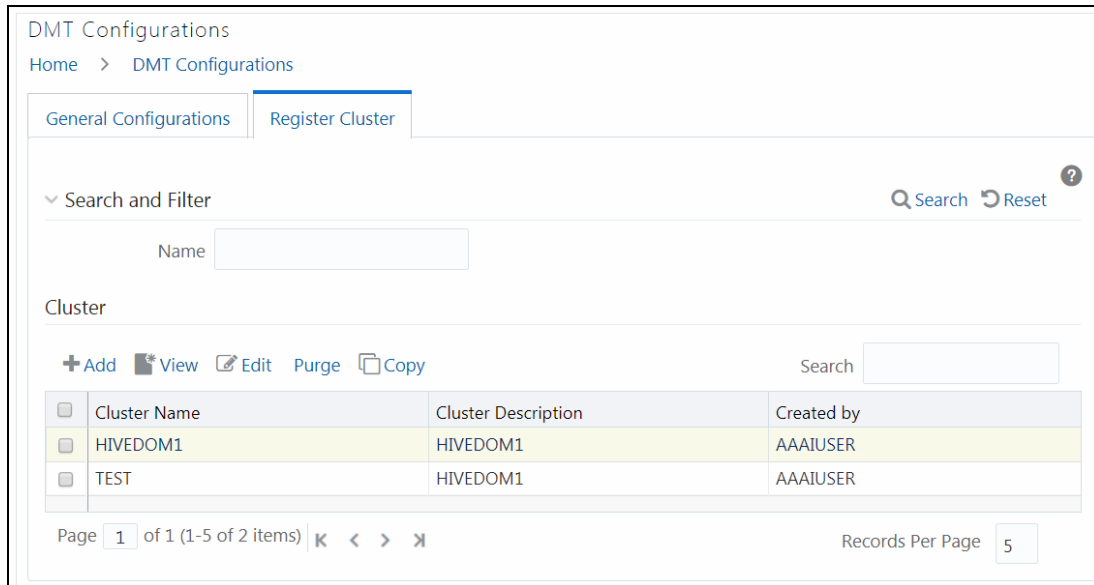 DMT Configurations
Home > DMT Configurations
General Configurations Register Cluster
?
Search and Filter Search Reset
Name
Cluster
Add View Edit Purge Copy Search
Cluster Name Cluster Description Created by
HIVEDOM1 HIVEDOM1 AAAIUSER
TEST HIVEDOM1 AAAIUSER
Page 1 of 1 (1-5 of 2 items) Records Per Page 5